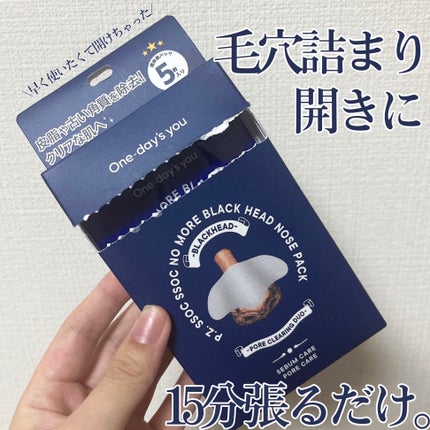 \早く使いたくて開けちゃった/
毛穴詰まり
開きに
5
皮脂や古い角質を除去!
クリアな肌へ
One-day's you
One-day's you
P.Z. SSOC SSOC NO MORE BLACK HEAD NOSE PACK
-BLACKHEAD-
-PORE CLEARING DUO-
SEBUM CARE
PORE CARE
15分張るだけ。